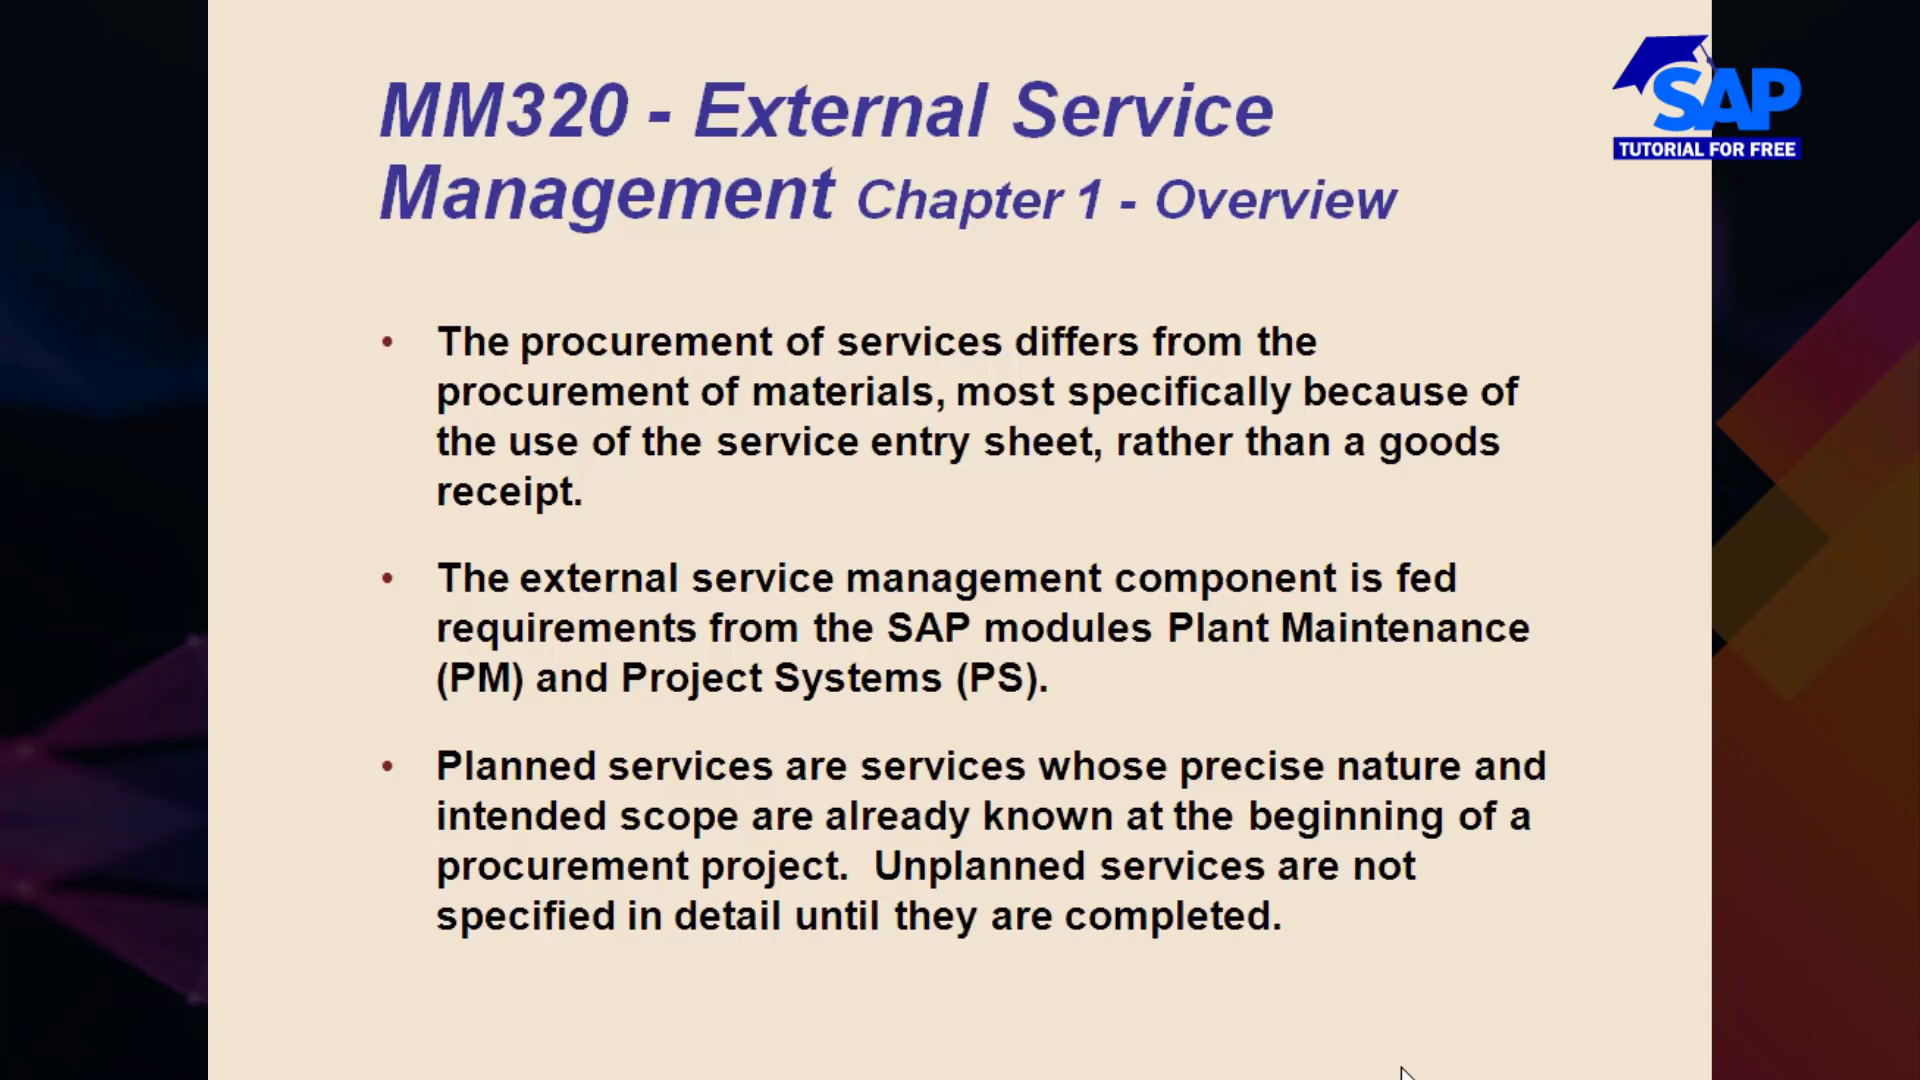 MM320 - External Service
Management Chapter 1 - Overview
SAP
TUTORIAL FOR FREE
• The procurement of services differs from the
procurement of materials, most specifically because of
the use of the service entry sheet, rather than a goods
receipt.
• The external service management component is fed
requirements from the SAP modules Plant Maintenance
(PM) and Project Systems (PS).
• Planned services are services whose precise nature and
intended scope are already known at the beginning of a
procurement project.  Unplanned services are not
specified in detail until they are completed.